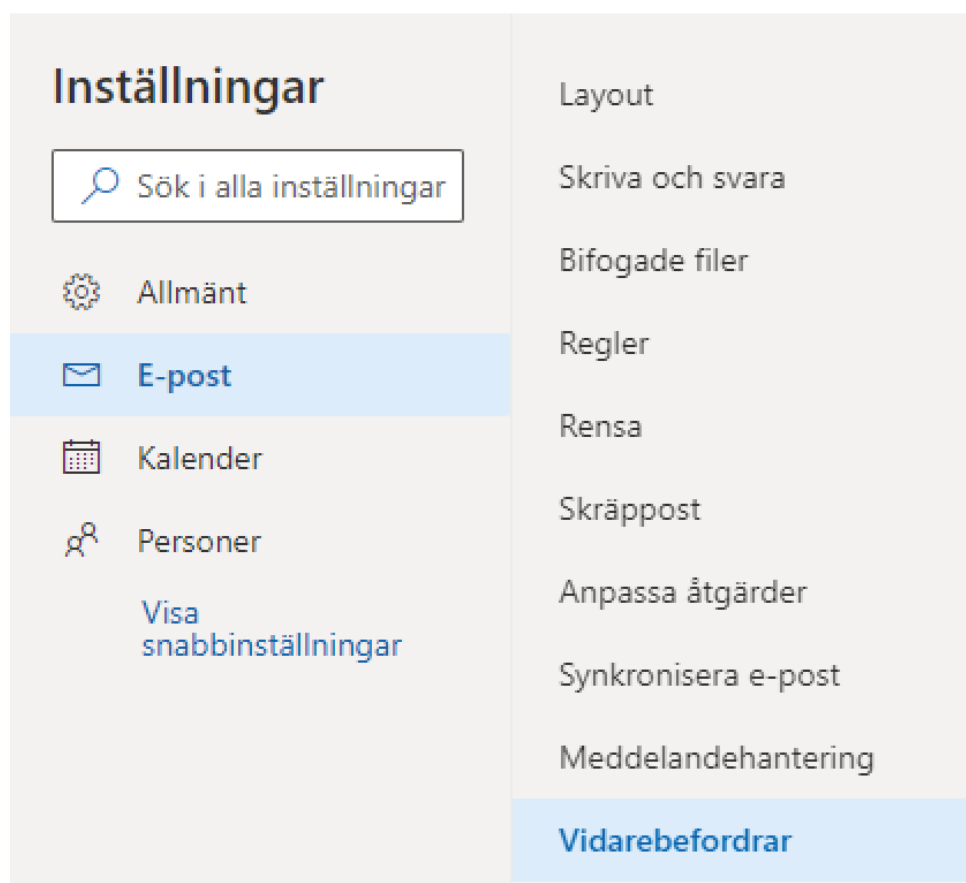 Inställningar
Sök i alla inställningar
Allmänt
E-post
Kalender
Personer
Visa
snabbinställningar
Layout
Skriva och svara
Bifogade filer
Regler
Rensa
Skräppost
Anpassa åtgärder
Synkronisera e-post
Meddelandehantering
Vidarebefordrar